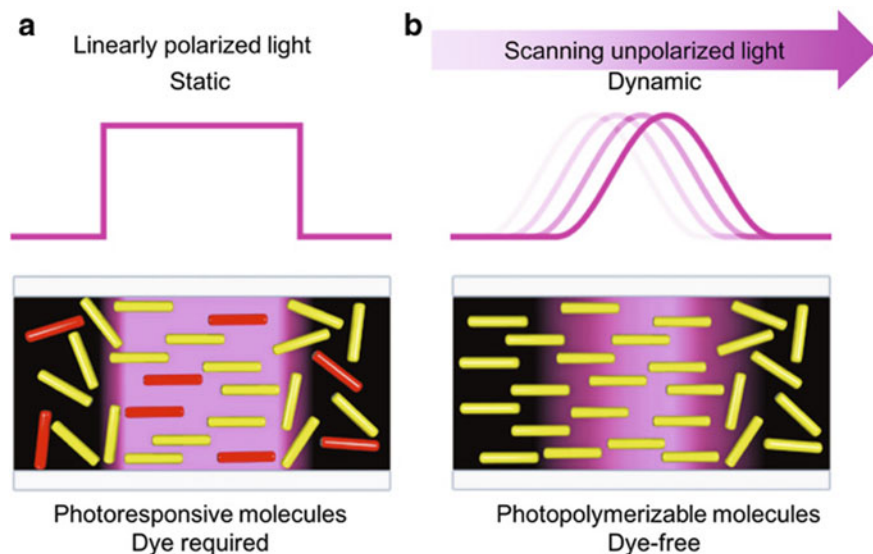 a
Linearly polarized light
Static
Photoresponsive molecules
Dye required
b
Scanning unpolarized light
Dynamic
Photopolymerizable molecules
Dye-free